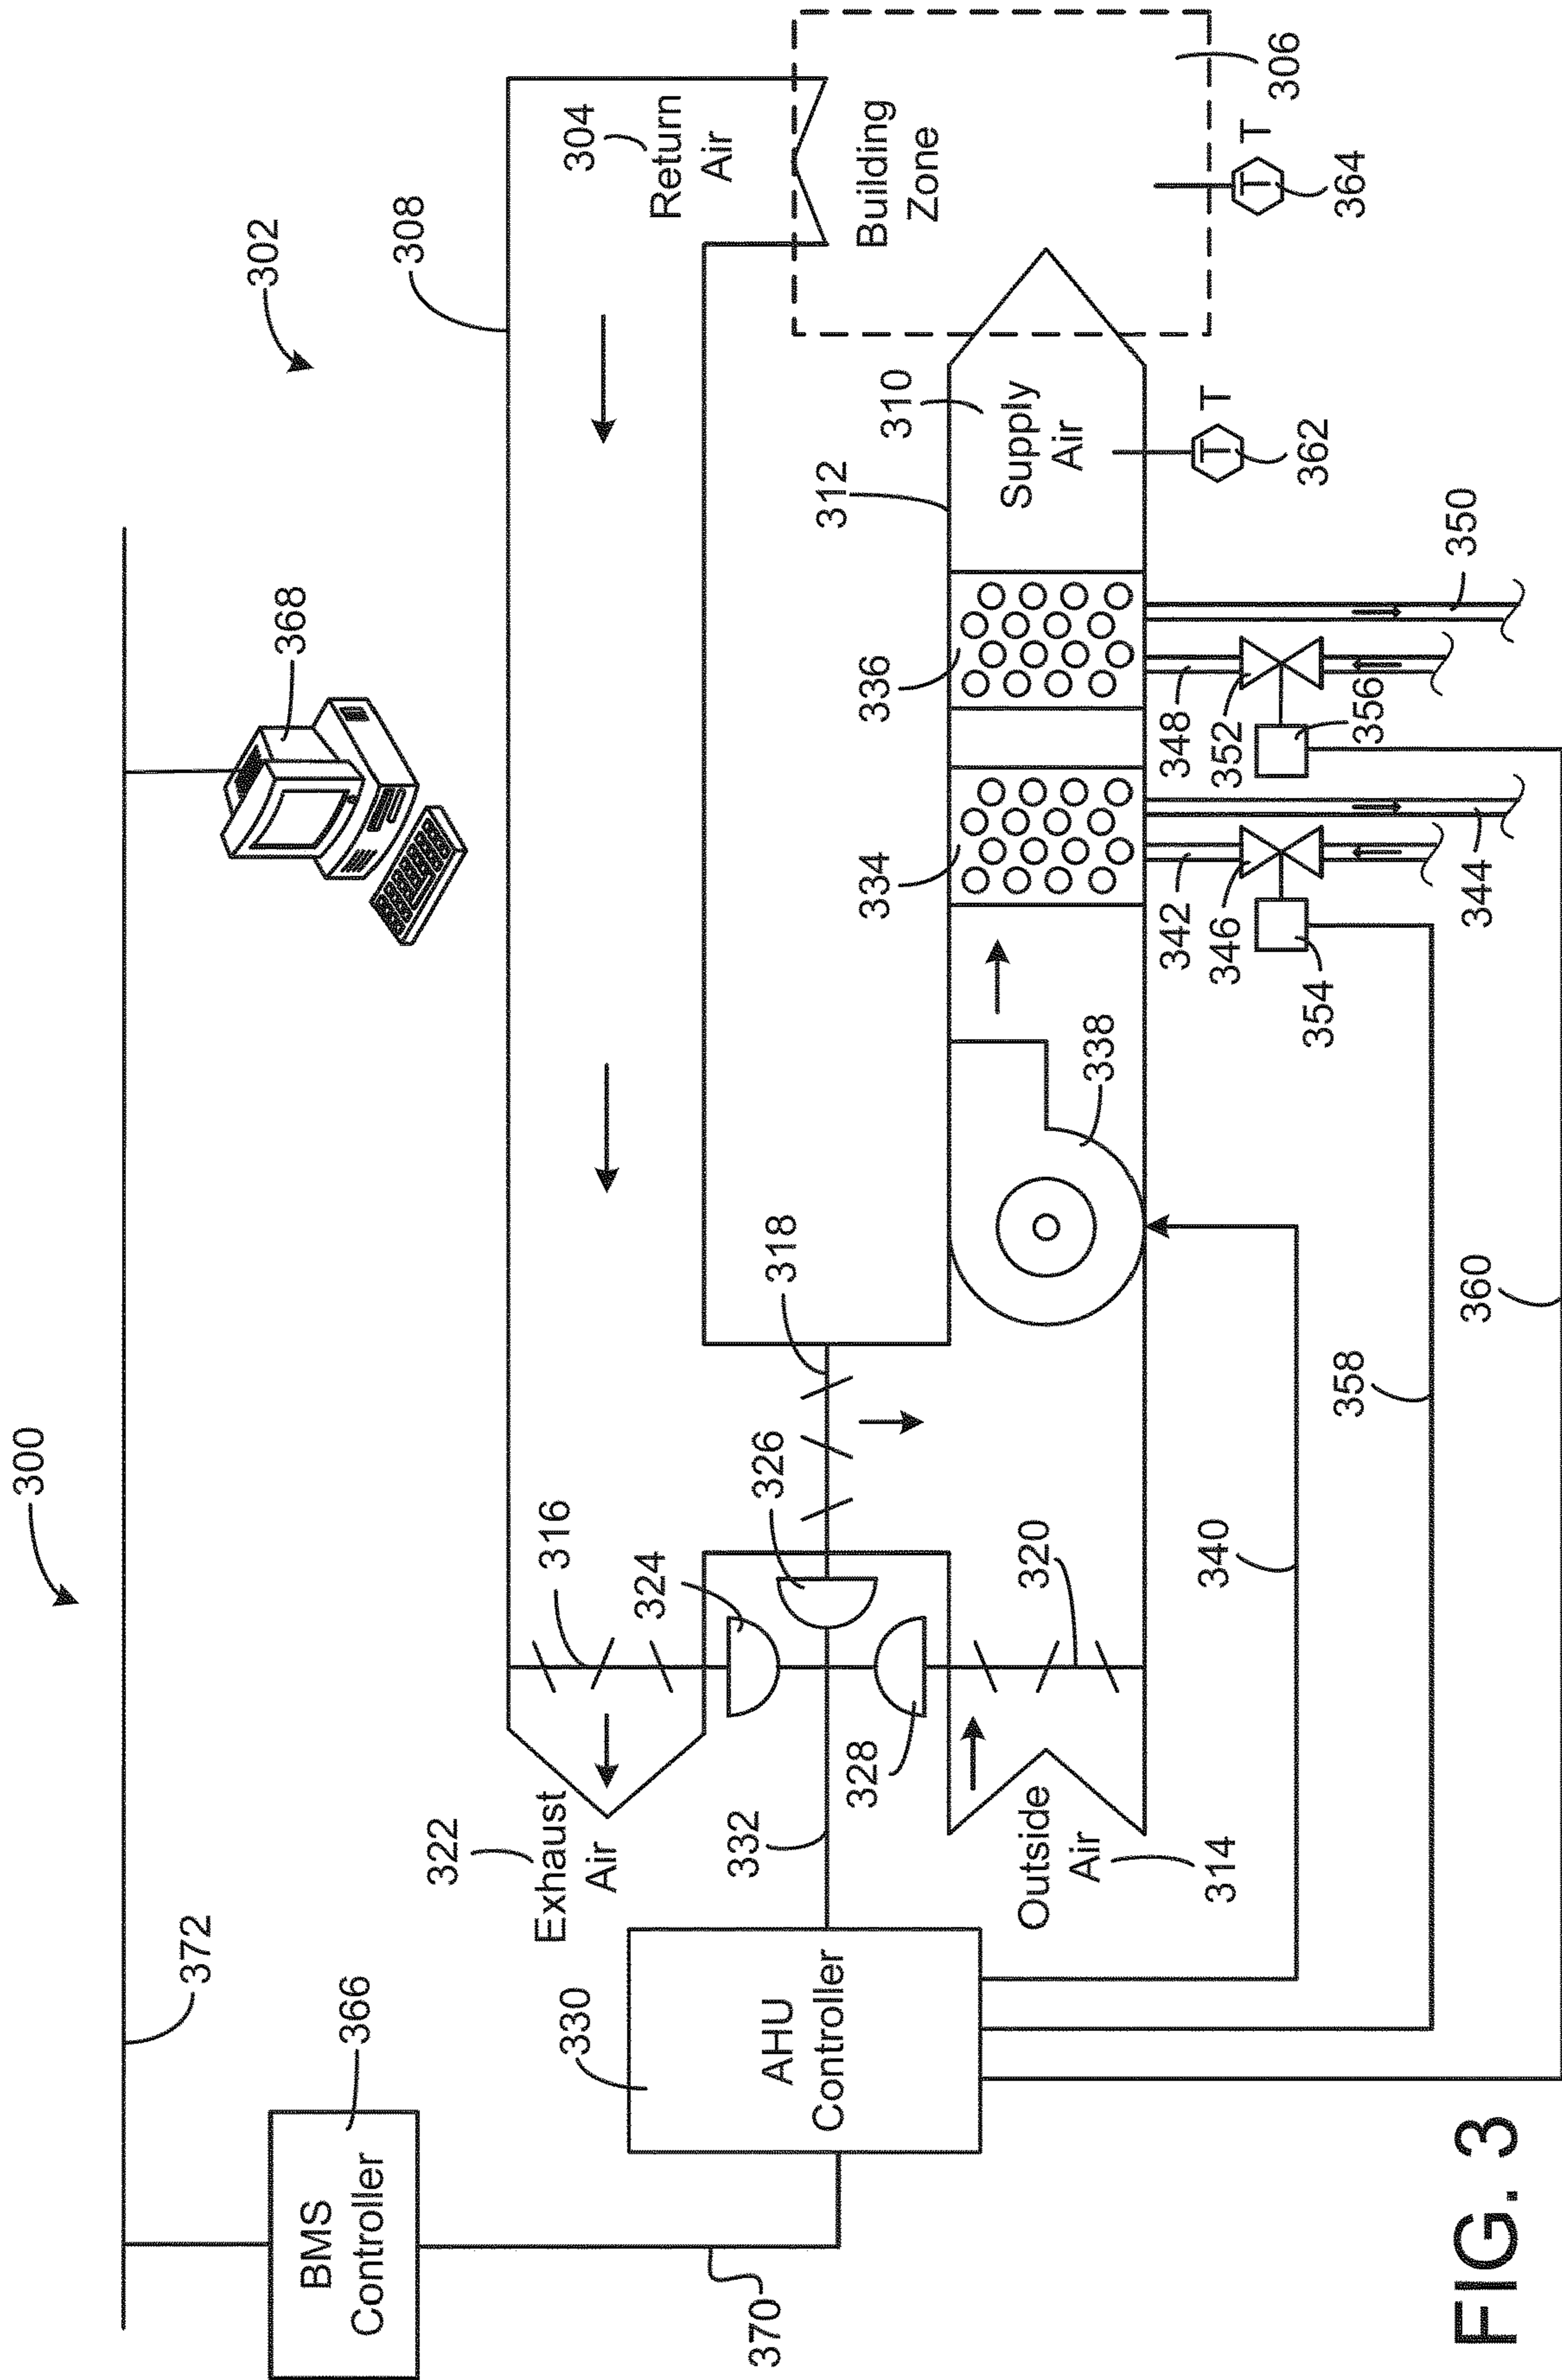 300
372
BMS
Controller
366
370
368
302
308
304
Return
Air
Building
Zone
306
T
T
364
322
Exhaust
Air
316
324
326
318
332
328
320
Outside
Air
314
330
AHU
Controller
338
334
336
312
310
Supply
Air
T
T
362
342
346
354
344
348
352
356
350
340
358
360
FIG. 3